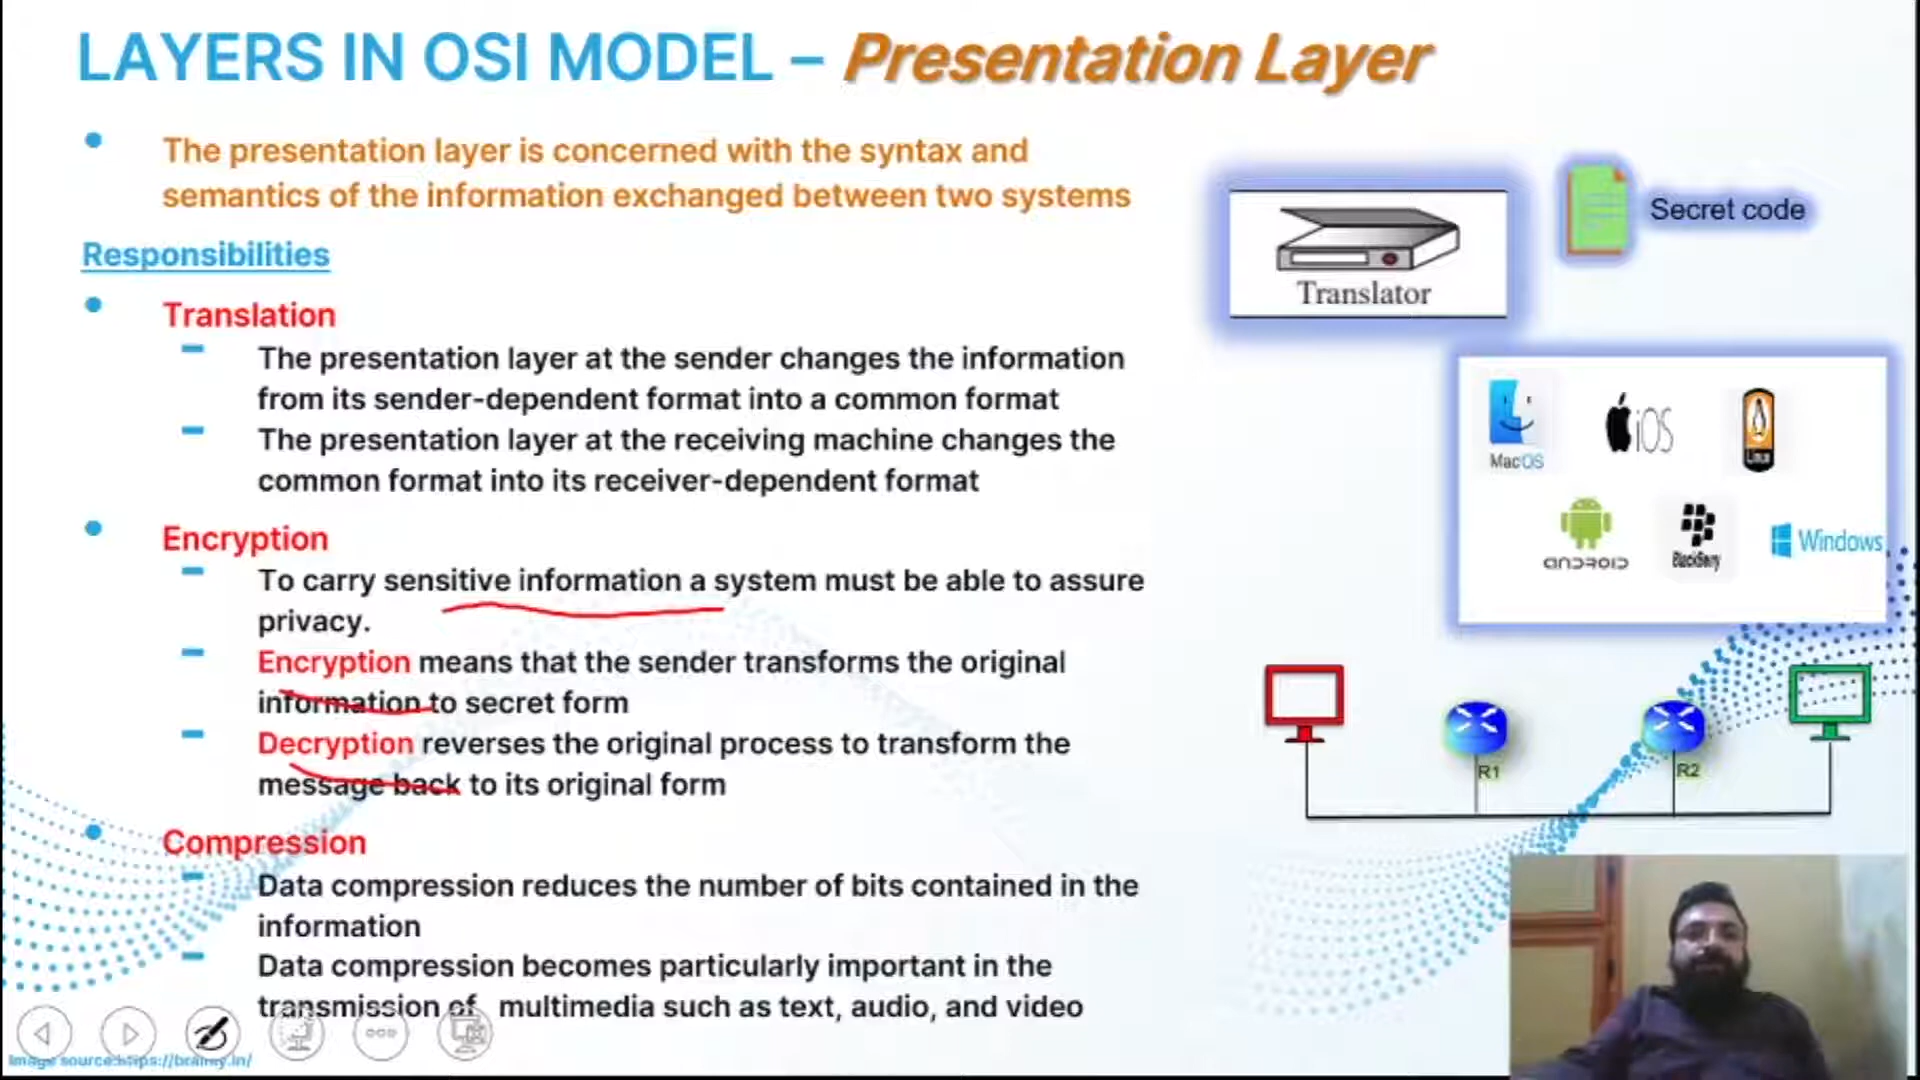 LAYERS IN OSI MODEL – Presentation Layer
• The presentation layer is concerned with the syntax and
semantics of the information exchanged between two systems
Responsibilities
• Translation
– The presentation layer at the sender changes the information
from its sender-dependent format into a common format
– The presentation layer at the receiving machine changes the
common format into its receiver-dependent format
• Encryption
– To carry sensitive information a system must be able to assure
privacy.
– Encryption means that the sender transforms the original
information to secret form
– Decryption reverses the original process to transform the
message back to its original form
• Compression
– Data compression reduces the number of bits contained in the
information
– Data compression becomes particularly important in the
transmission of multimedia such as text, audio, and video
Image source:https://brainly.in/
Translator
Secret code
MacOS
iOS
Linux
ANDROID
BlackBerry
Windows
R1
R2